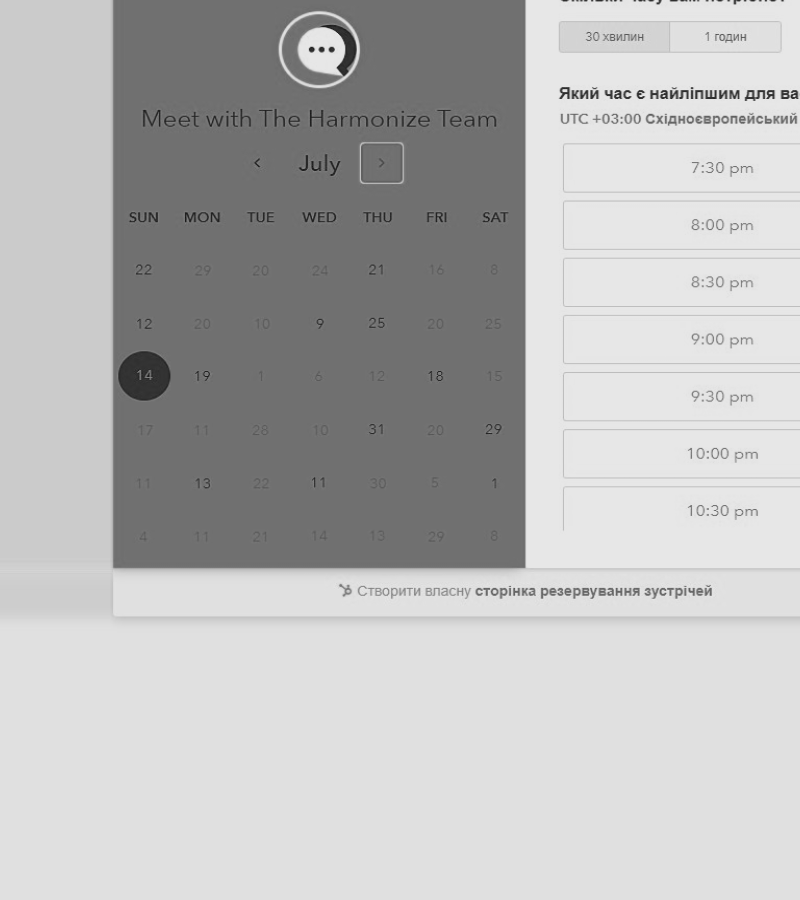 Meet with The Harmonize Team
July
SUN MON TUE WED THU FRI SAT
22 29 20 24 21 16 8
12 20 10 9 25 20 25
14 19 1 6 12 18 15
17 11 28 10 31 20 29
11 13 22 11 30 5 1
4 11 21 14 13 29 8
30 хвилин 1 годин
Який час є найліпшим для ва
UTC +03:00 Східноєвропейський
7:30 pm
8:00 pm
8:30 pm
9:00 pm
9:30 pm
10:00 pm
10:30 pm
Створити власну сторінка резервування зустрічей